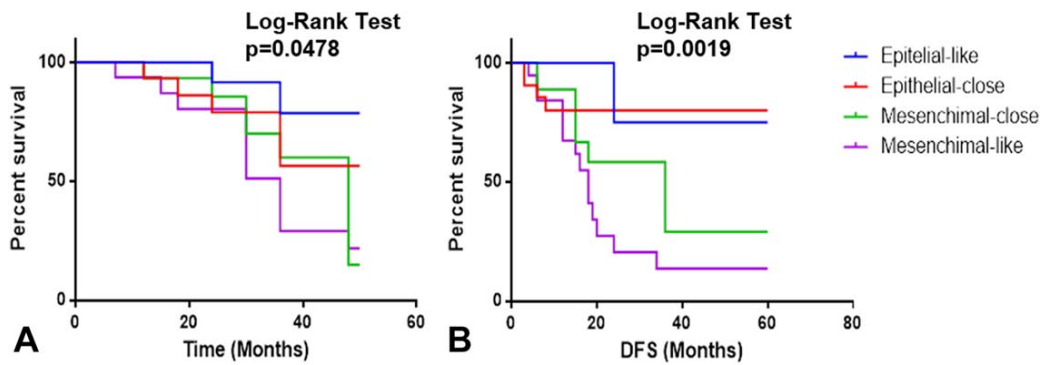 Log-Rank Test
p=0.0478
Percent survival
100
50
0
0 20 40 60
Time (Months)
A
Log-Rank Test
p=0.0019
Percent survival
100
50
0
0 20 40 60 80
DFS (Months)
B
Epitelial-like
Epithelial-close
Mesenchimal-close
Mesenchimal-like